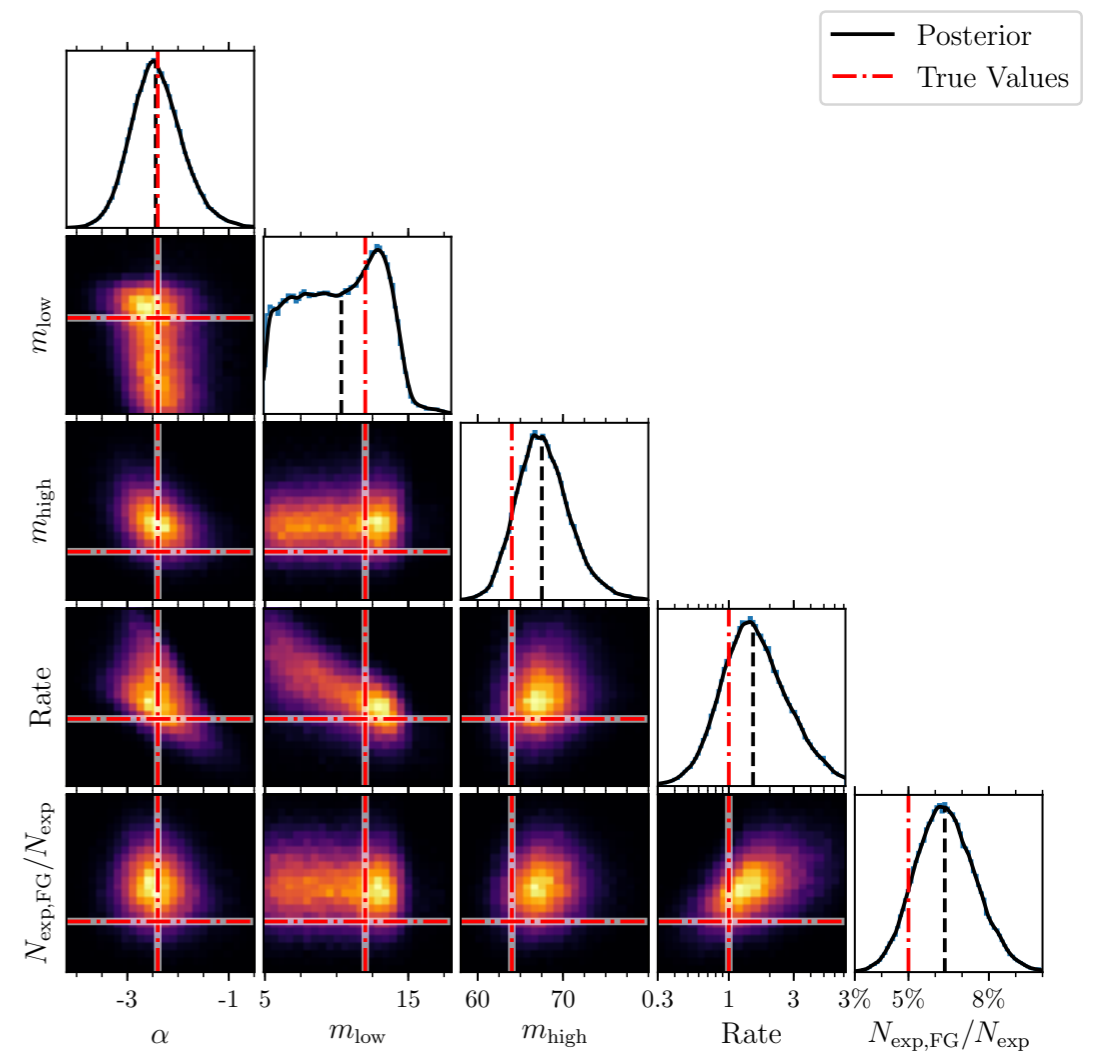 Posterior
True Values
m_low
m_high
Rate
N_exp,FG/N_exp
-3 -1 5 15 60 70 0.3 1 3 3% 5% 8%
α m_low m_high Rate N_exp,FG/N_exp